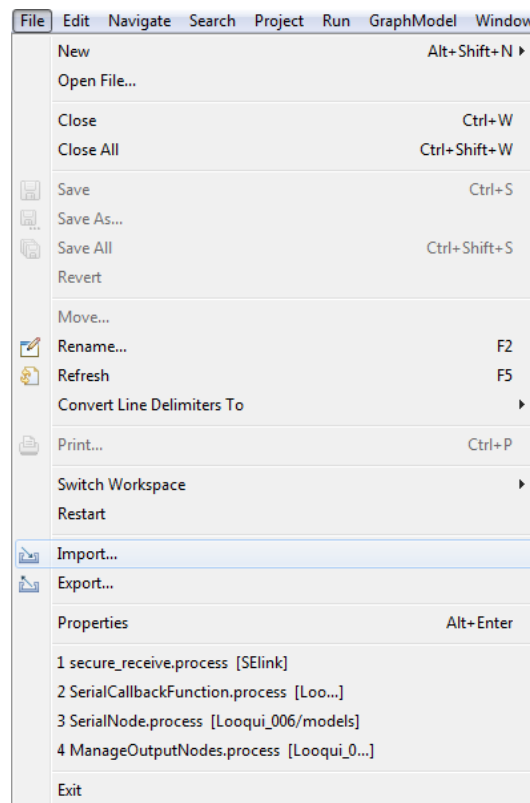 File Edit Navigate Search Project Run GraphModel Window
New Alt+Shift+N
Open File...
Close Ctrl+W
Close All Ctrl+Shift+W
Save Ctrl+S
Save As...
Save All Ctrl+Shift+S
Revert
Move...
Rename... F2
Refresh F5
Convert Line Delimiters To
Print... Ctrl+P
Switch Workspace
Restart
Import...
Export...
Properties Alt+Enter
1 secure_receive.process [SElink]
2 SerialCallbackFunction.process [Loo...]
3 SerialNode.process [Looqui_006/models]
4 ManageOutputNodes.process [Looqui_0...]
Exit